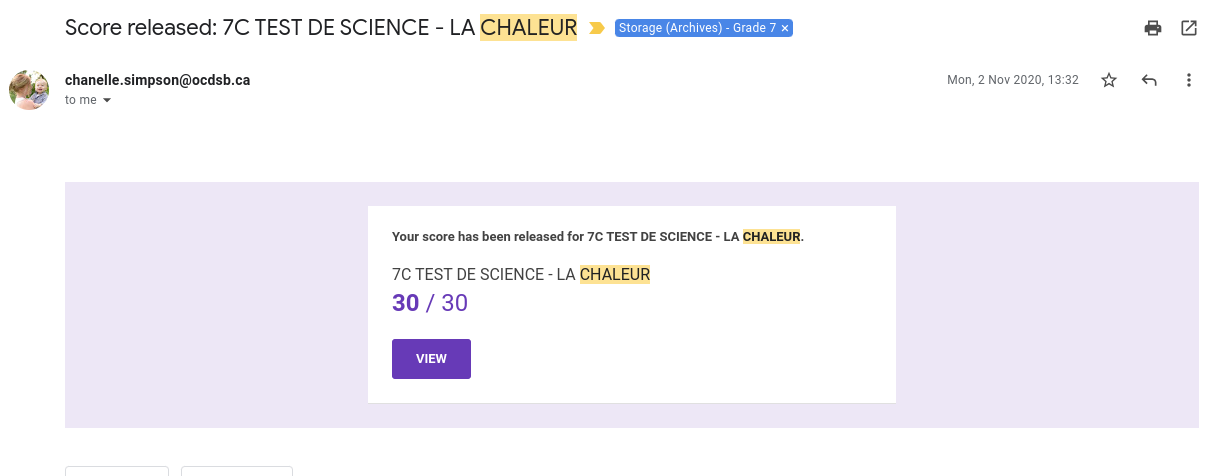 Score released: 7C TEST DE SCIENCE - LA CHALEUR
Storage (Archives) - Grade 7 ×
chanelle.simpson@ocdsb.ca
Mon, 2 Nov 2020, 13:32
to me
Your score has been released for 7C TEST DE SCIENCE - LA CHALEUR.
7C TEST DE SCIENCE - LA CHALEUR
30 / 30
VIEW